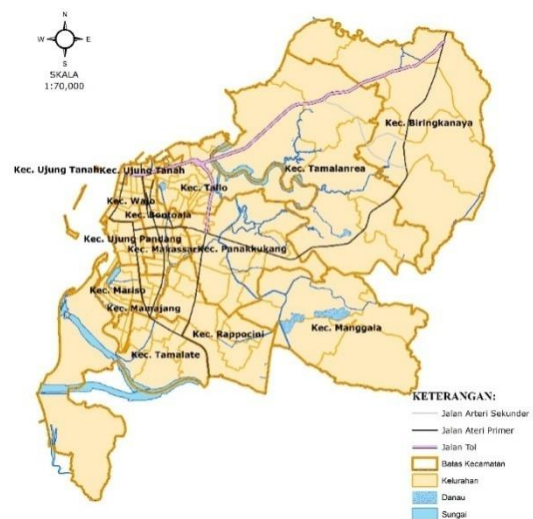 N
W E
S
SKALA
1:70,000
Kec. Biringkanaya
Kec. Ujung Tanah
Kec. Ujung Tanah
Kec. Tamalanrea
Kec. Tallo
Kec. Wajo
Kec. Bontoala
Kec. Ujung Pandang
Kec. Makassar
Kec. Panakkukang
Kec. Mariso
Kec. Mamajang
Kec. Rappocini
Kec. Manggala
Kec. Tamalate
KETERANGAN:
Jalan Arteri Sekunder
Jalan Ateri Primer
Jalan Tol
Batas Kecamatan
Kelurahan
Danau
Sungai